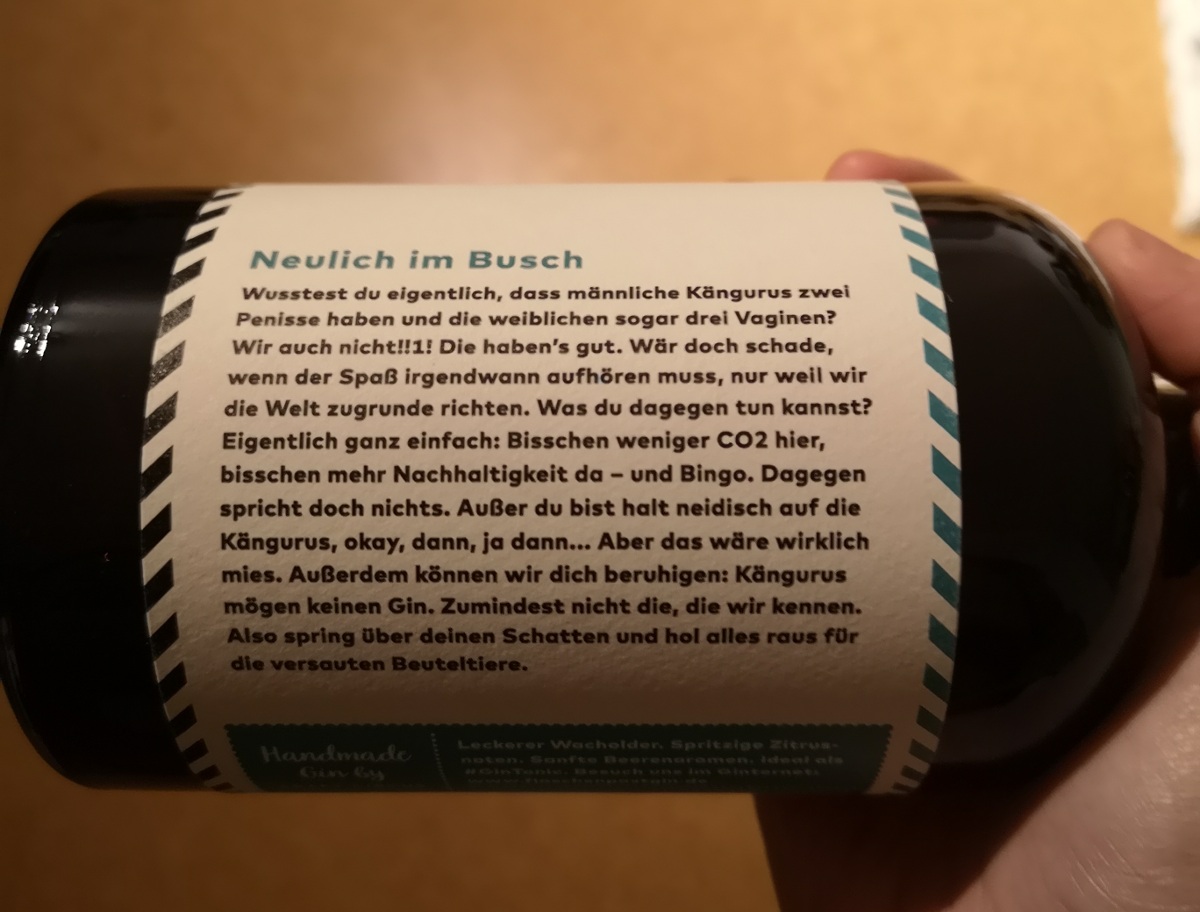 Neulich im Busch
Wusstest du eigentlich, dass männliche Kängurus zwei
Penisse haben und die weiblichen sogar drei Vaginen?
Wir auch nicht!!1! Die haben's gut. Wär doch schade,
wenn der Spaß irgendwann aufhören muss, nur weil wir
die Welt zugrunde richten. Was du dagegen tun kannst?
Eigentlich ganz einfach: Bisschen weniger CO2 hier,
bisschen mehr Nachhaltigkeit da – und Bingo. Dagegen
spricht doch nichts. Außer du bist halt neidisch auf die
Kängurus, okay, dann, ja dann... Aber das wäre wirklich
mies. Außerdem können wir dich beruhigen: Kängurus
mögen keinen Gin. Zumindest nicht die, die wir kennen.
Also spring über deinen Schatten und hol alles raus für
die versauten Beuteltiere.
Handmade
Gin by
Leckerer Wacholder. Spritzige Zitrus-
noten. Sanfte Beerenaromen. Ideal als
#GinTonic. Besuch uns im Ginternet: